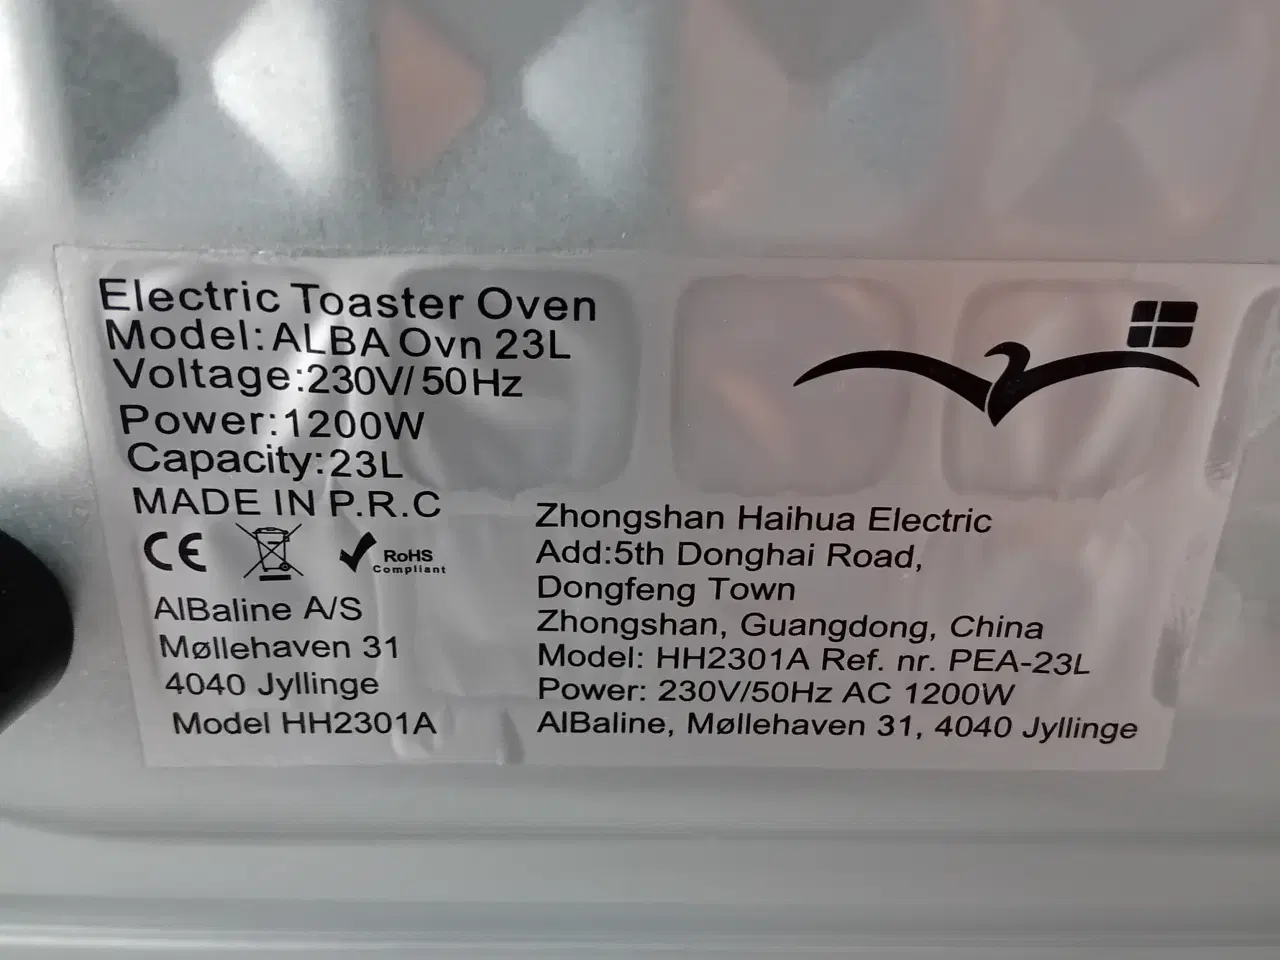 Electric Toaster Oven
Model:ALBA Ovn 23L
Voltage:230V/50Hz
Power:1200W
Capacity:23L
MADE IN P.R.C
CE
RoHS
Compliant
AlBaline A/S
Møllehaven 31
4040 Jyllinge
Model HH2301A
Zhongshan Haihua Electric
Add:5th Donghai Road,
Dongfeng Town
Zhongshan, Guangdong, China
Model: HH2301A Ref. nr. PEA-23L
Power: 230V/50Hz AC 1200W
AlBaline, Møllehaven 31, 4040 Jyllinge